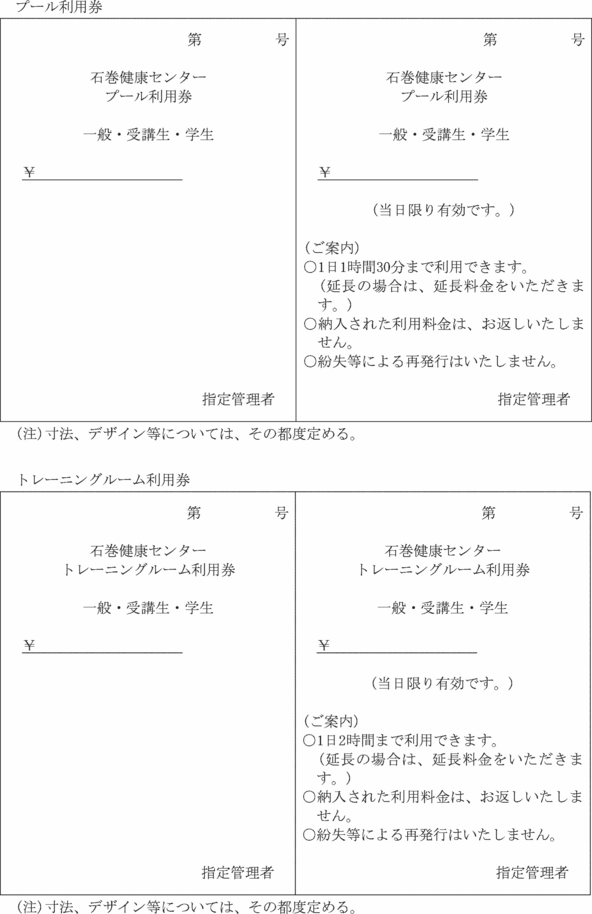 プール利用券
第　　　　　号
石巻健康センター
プール利用券
一般・受講生・学生
￥
第　　　　　号
石巻健康センター
プール利用券
一般・受講生・学生
￥
(当日限り有効です。)
(ご案内)
○1日1時間30分まで利用できます。
(延長の場合は、延長料金をいただきま
す。)
○納入された利用料金は、お返しいたしま
せん。
○紛失等による再発行はいたしません。
指定管理者
指定管理者
(注)寸法、デザイン等については、その都度定める。
トレーニングルーム利用券
第　　　　　号
石巻健康センター
トレーニングルーム利用券
一般・受講生・学生
￥
第　　　　　号
石巻健康センター
トレーニングルーム利用券
一般・受講生・学生
￥
(当日限り有効です。)
(ご案内)
○1日2時間まで利用できます。
(延長の場合は、延長料金をいただきま
す。)
○納入された利用料金は、お返しいたしま
せん。
○紛失等による再発行はいたしません。
指定管理者
指定管理者
(注)寸法、デザイン等については、その都度定める。